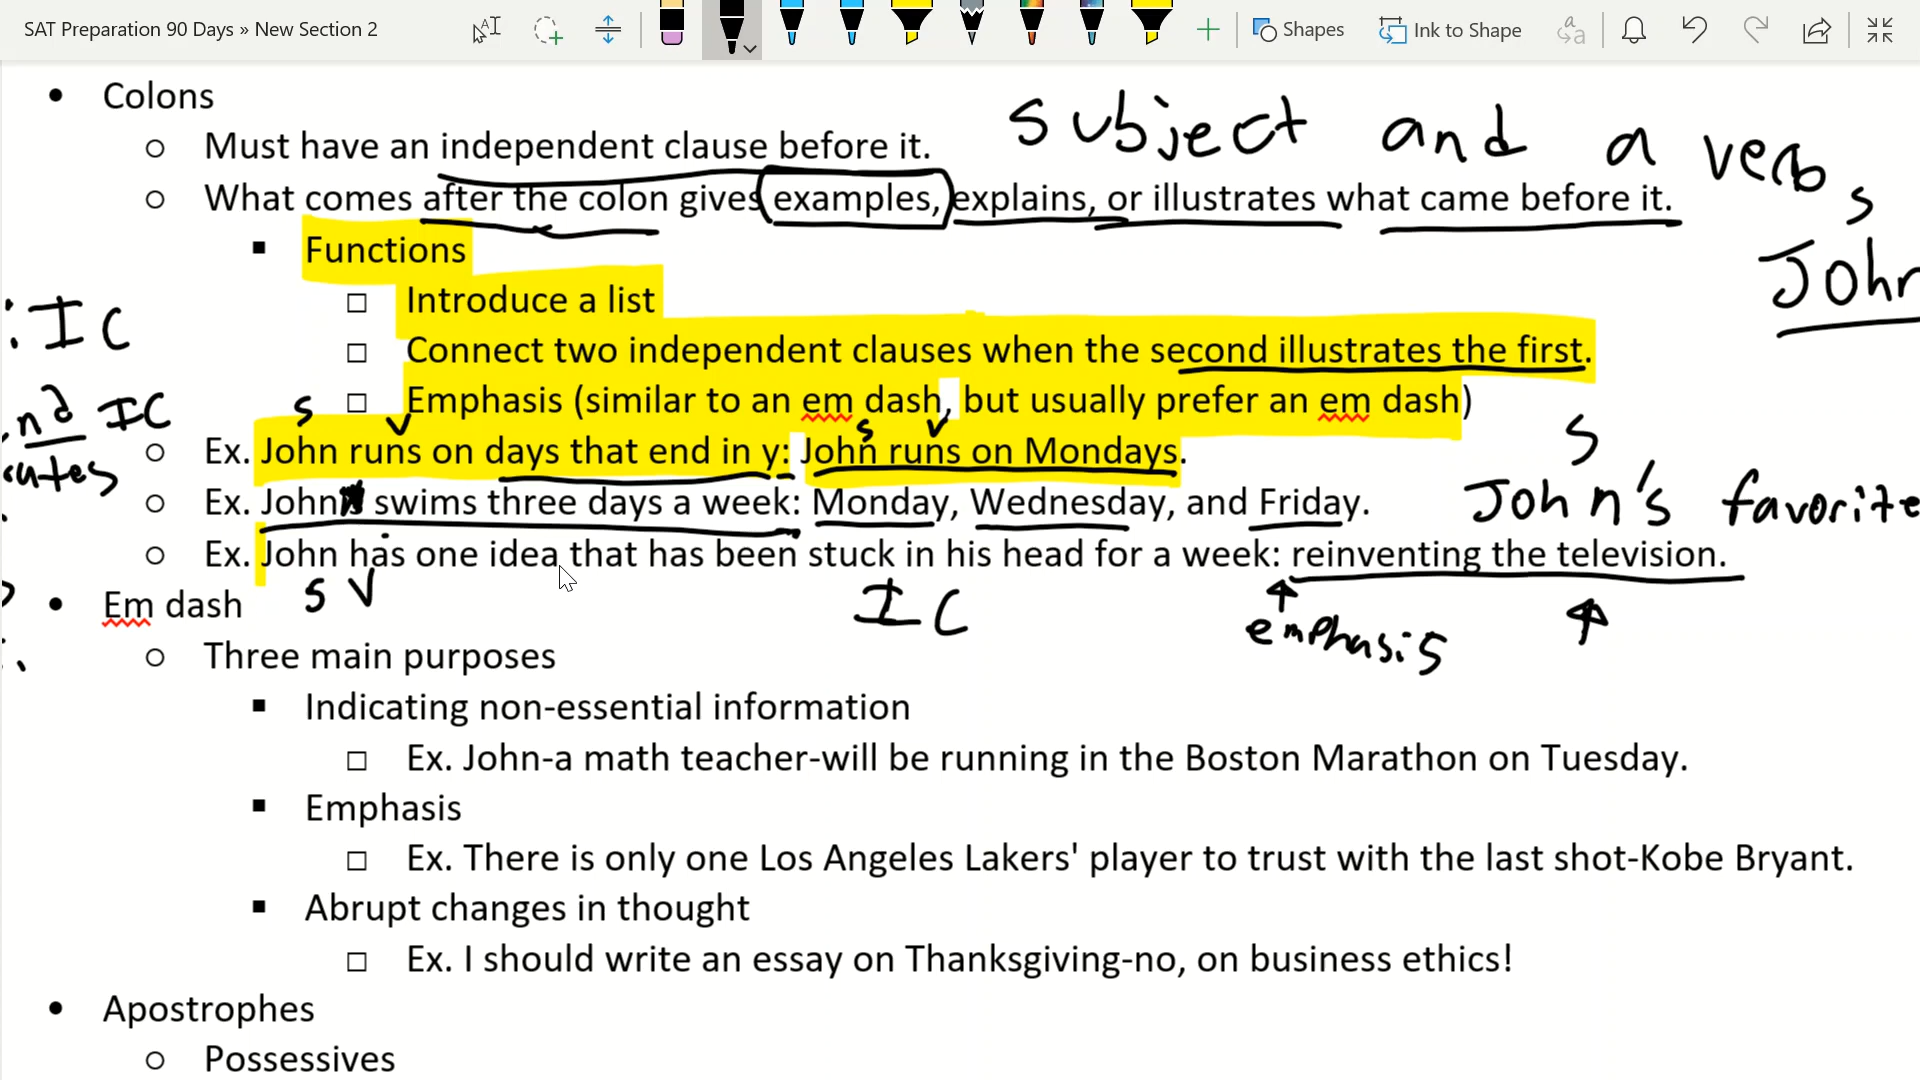 SAT Preparation 90 Days » New Section 2
Shapes
Ink to Shape
• Colons
subject and a verb
○ Must have an independent clause before it.
○ What comes after the colon gives examples, explains, or illustrates what came before it.
S
▪ Functions
John
□ Introduce a list
: IC
□ Connect two independent clauses when the second illustrates the first.
□ Emphasis (similar to an em dash, but usually prefer an em dash)
IC
S V S V
○ Ex. John runs on days that end in y: John runs on Mondays.
S
○ Ex. John swims three days a week: Monday, Wednesday, and Friday.
John's favorite
○ Ex. John has one idea that has been stuck in his head for a week: reinventing the television.
S V IC
emphasis
• Em dash
○ Three main purposes
▪ Indicating non-essential information
□ Ex. John-a math teacher-will be running in the Boston Marathon on Tuesday.
▪ Emphasis
□ Ex. There is only one Los Angeles Lakers' player to trust with the last shot-Kobe Bryant.
▪ Abrupt changes in thought
□ Ex. I should write an essay on Thanksgiving-no, on business ethics!
• Apostrophes
○ Possessives